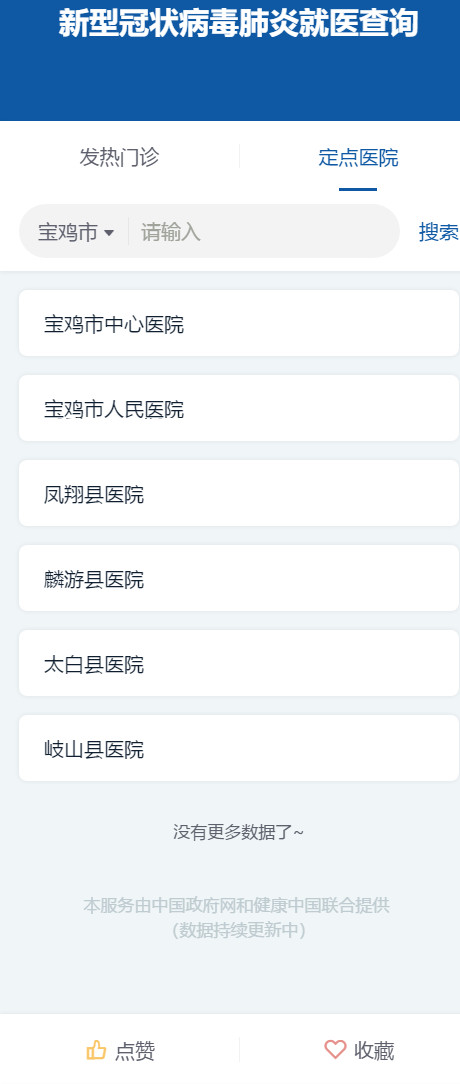 新型冠状病毒肺炎就医查询
发热门诊
定点医院
宝鸡市
请输入
搜索
宝鸡市中心医院
宝鸡市人民医院
凤翔县医院
麟游县医院
太白县医院
岐山县医院
没有更多数据了~
本服务由中国政府网和健康中国联合提供
（数据持续更新中）
点赞
收藏